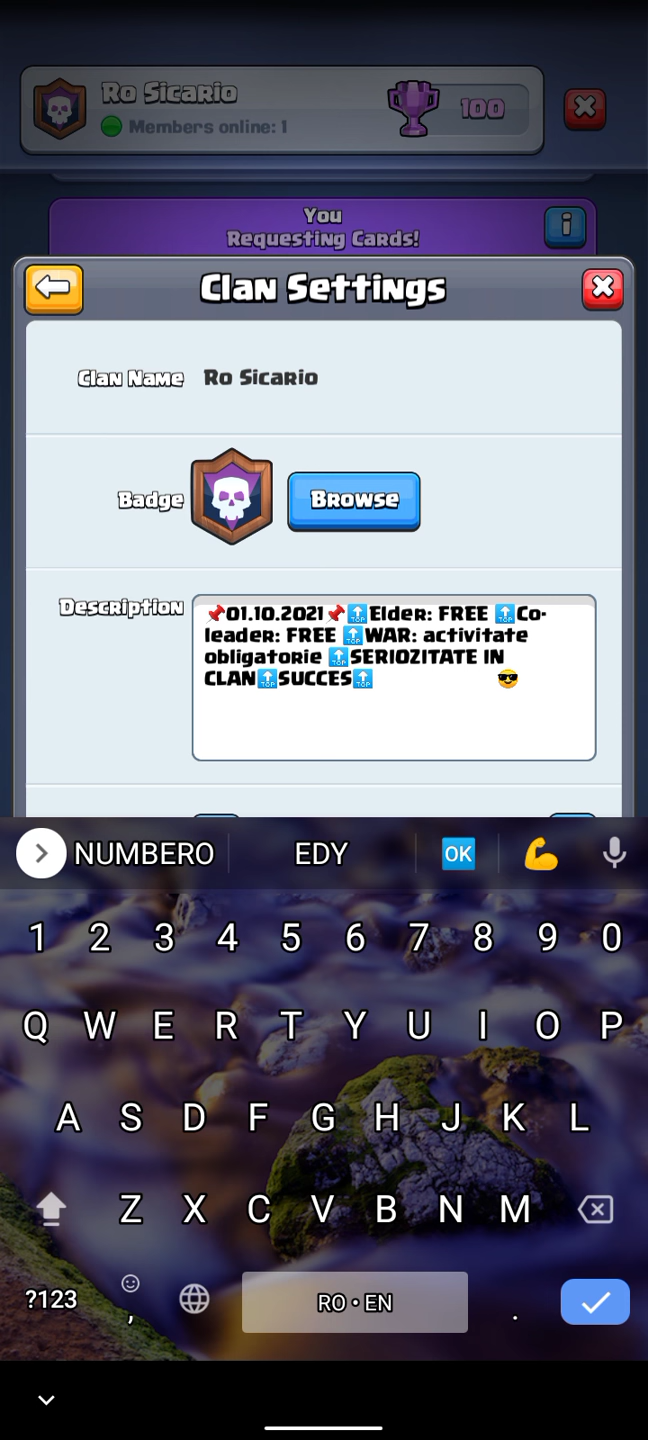 Ro Sicario
Members online: 1
100
You
Requesting Cards!
i
Clan Settings
Clan Name
Ro Sicario
Badge
Browse
Description
📌01.10.2021📌🔝Elder: FREE 🔝Co-
leader: FREE 🔝WAR: activitate
obligatorie 🔝SERIOZITATE IN
CLAN🔝SUCCES🔝 😎
NUMBERO EDY 🆗 💪
1 2 3 4 5 6 7 8 9 0
Q W E R T Y U I O P
A S D F G H J K L
Z X C V B N M
?123 , RO • EN .